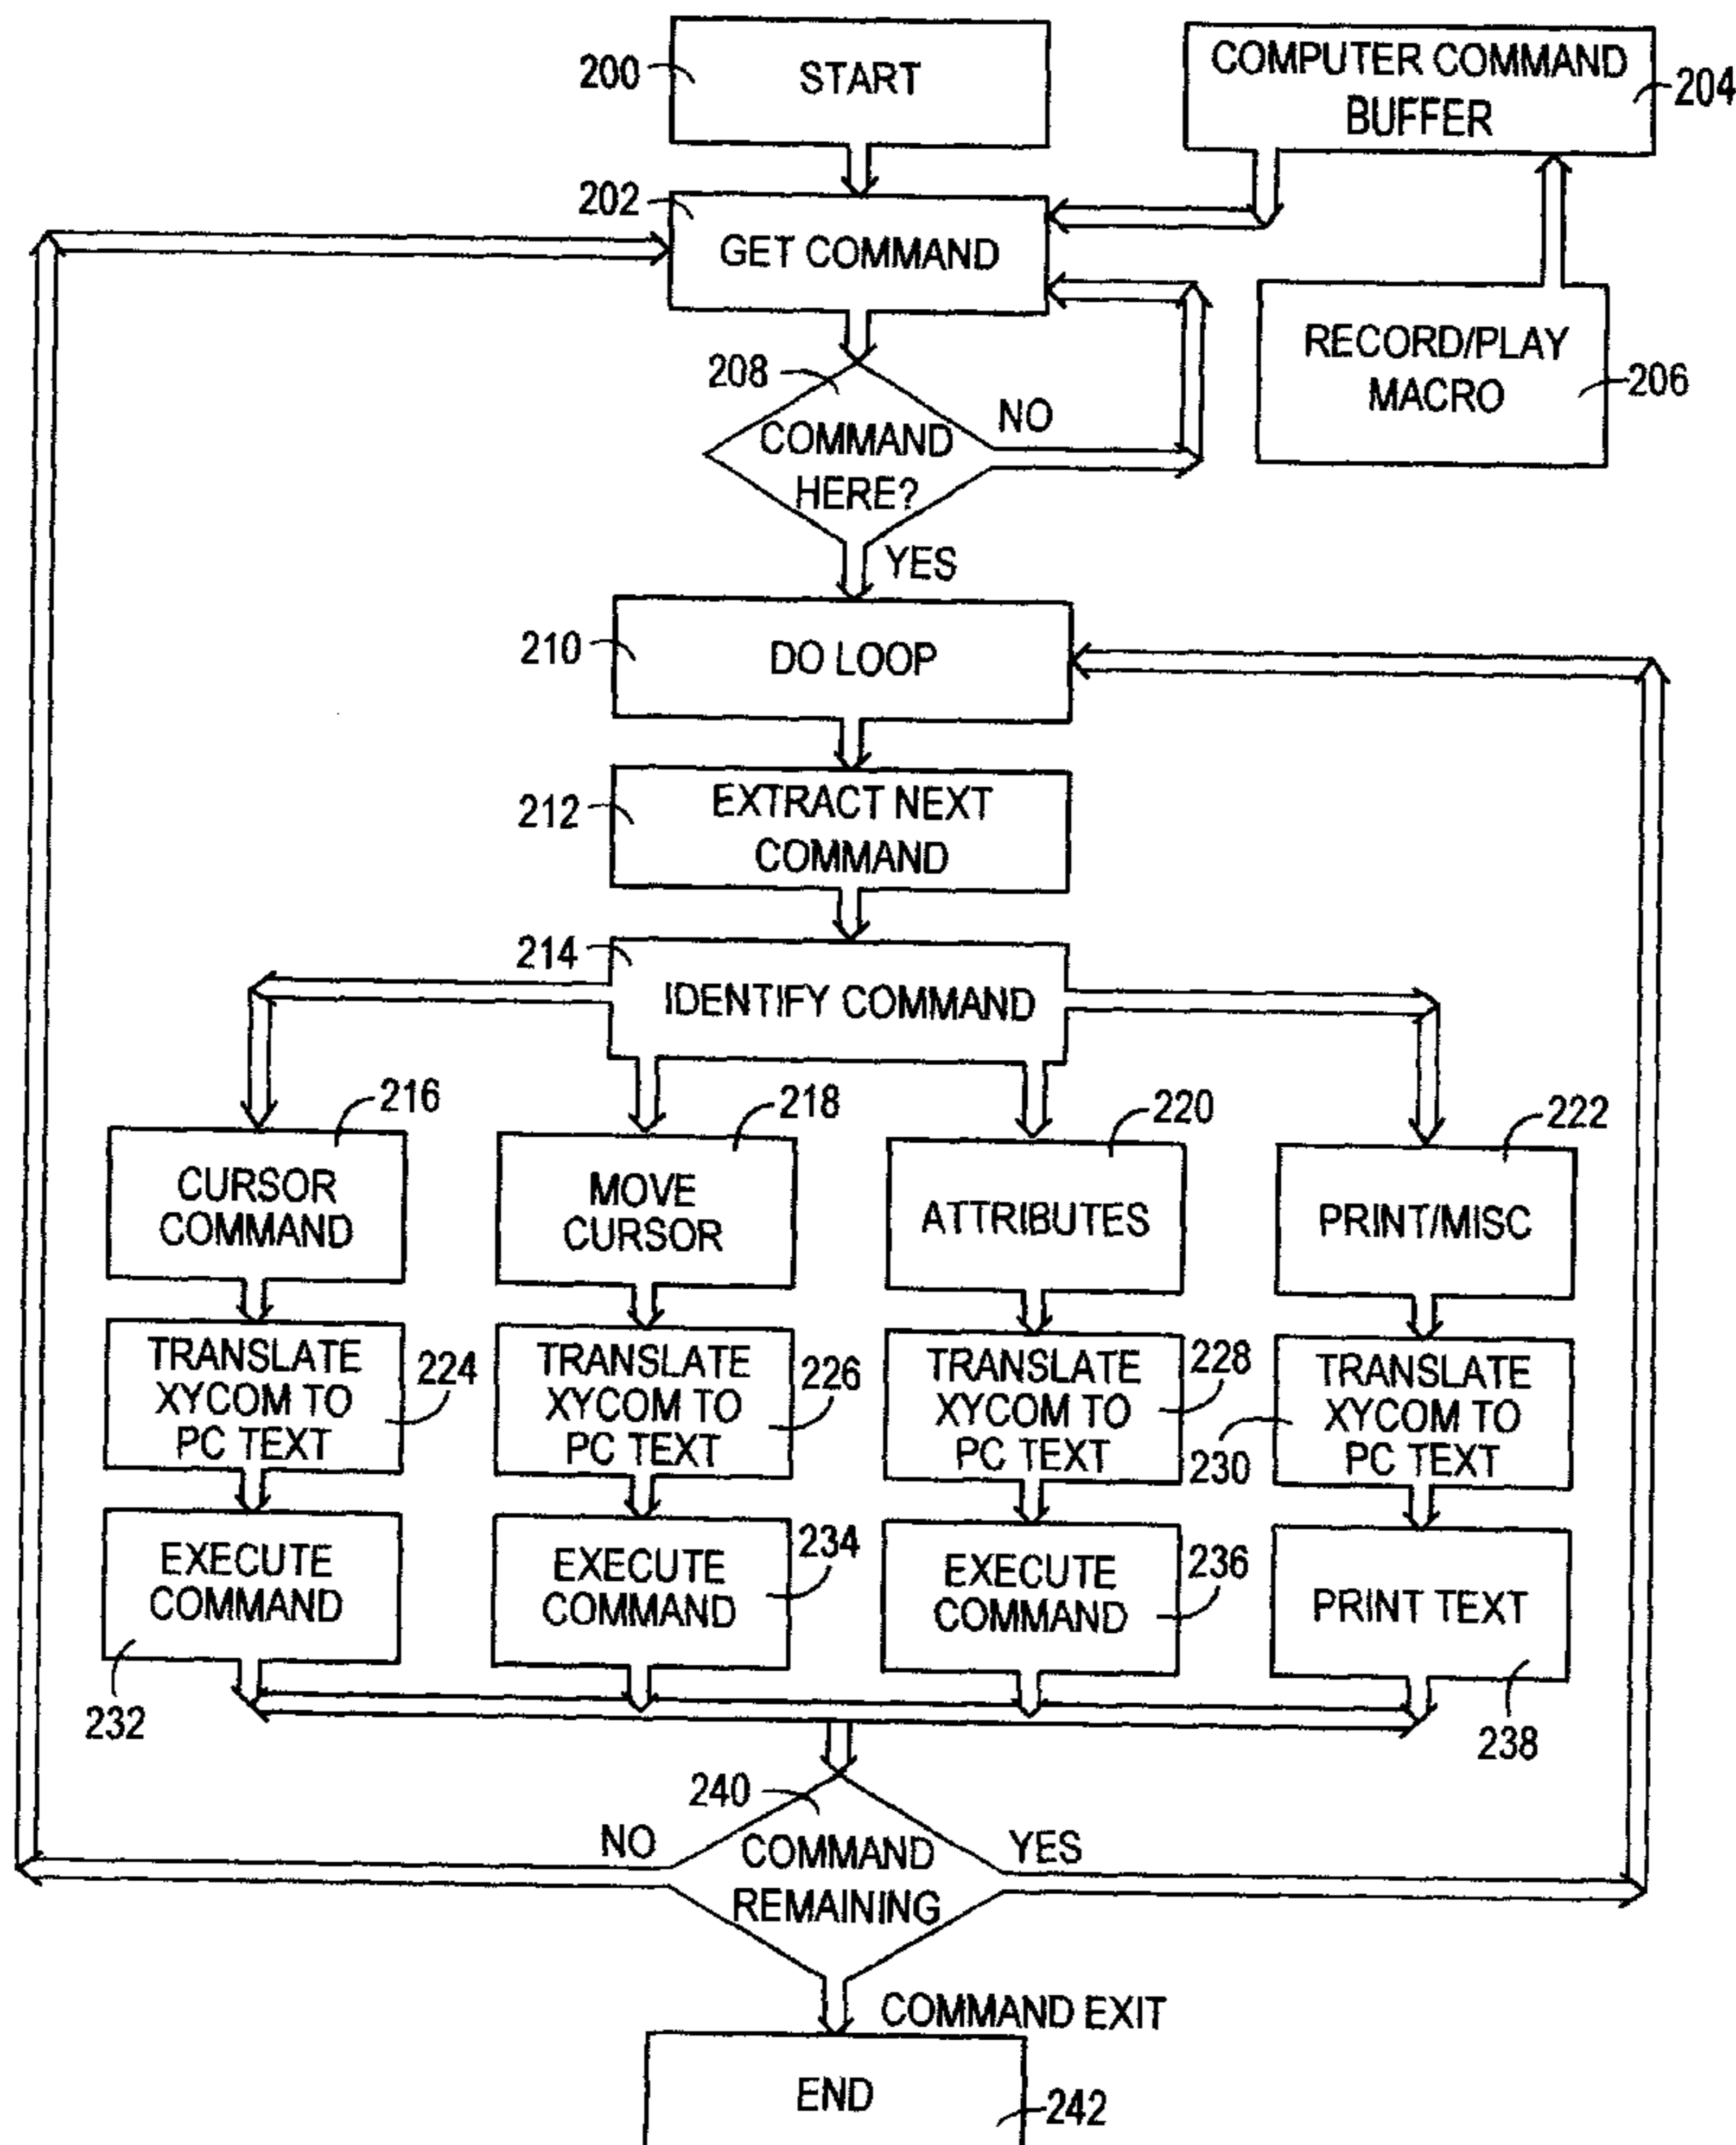 200
START
COMPUTER COMMAND
BUFFER
204
202
GET COMMAND
RECORD/PLAY
MACRO
206
208
COMMAND
HERE?
NO
YES
210
DO LOOP
212
EXTRACT NEXT
COMMAND
214
IDENTIFY COMMAND
216
CURSOR
COMMAND
218
MOVE
CURSOR
220
ATTRIBUTES
222
PRINT/MISC
TRANSLATE
XYCOM TO
PC TEXT
224
TRANSLATE
XYCOM TO
PC TEXT
226
TRANSLATE
XYCOM TO
PC TEXT
228
230
TRANSLATE
XYCOM TO
PC TEXT
EXECUTE
COMMAND
232
EXECUTE
COMMAND
234
EXECUTE
COMMAND
236
PRINT TEXT
238
240
NO
COMMAND
REMAINING
YES
COMMAND EXIT
END
242